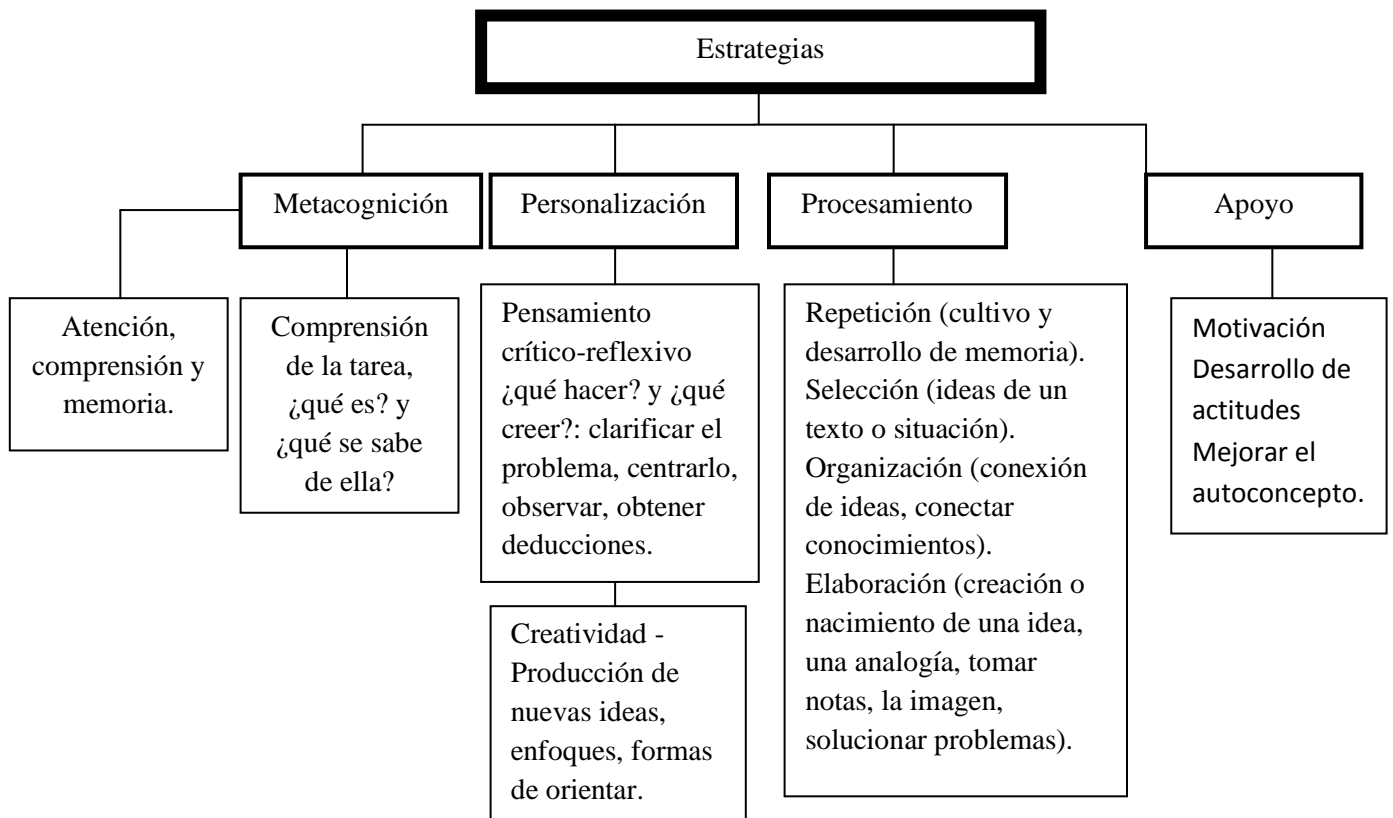 Estrategias
Metacognición
Personalización
Procesamiento
Apoyo
Atención,
comprensión y
memoria.
Comprensión
de la tarea,
¿qué es? y
¿qué se sabe
de ella?
Pensamiento
crítico-reflexivo
¿qué hacer? y ¿qué
creer?: clarificar el
problema, centrarlo,
observar, obtener
deducciones.
Creatividad -
Producción de
nuevas ideas,
enfoques, formas
de orientar.
Repetición (cultivo y
desarrollo de memoria).
Selección (ideas de un
texto o situación).
Organización (conexión
de ideas, conectar
conocimientos).
Elaboración (creación o
nacimiento de una idea,
una analogía, tomar
notas, la imagen,
solucionar problemas).
Motivación
Desarrollo de
actitudes
Mejorar el
autoconcepto.